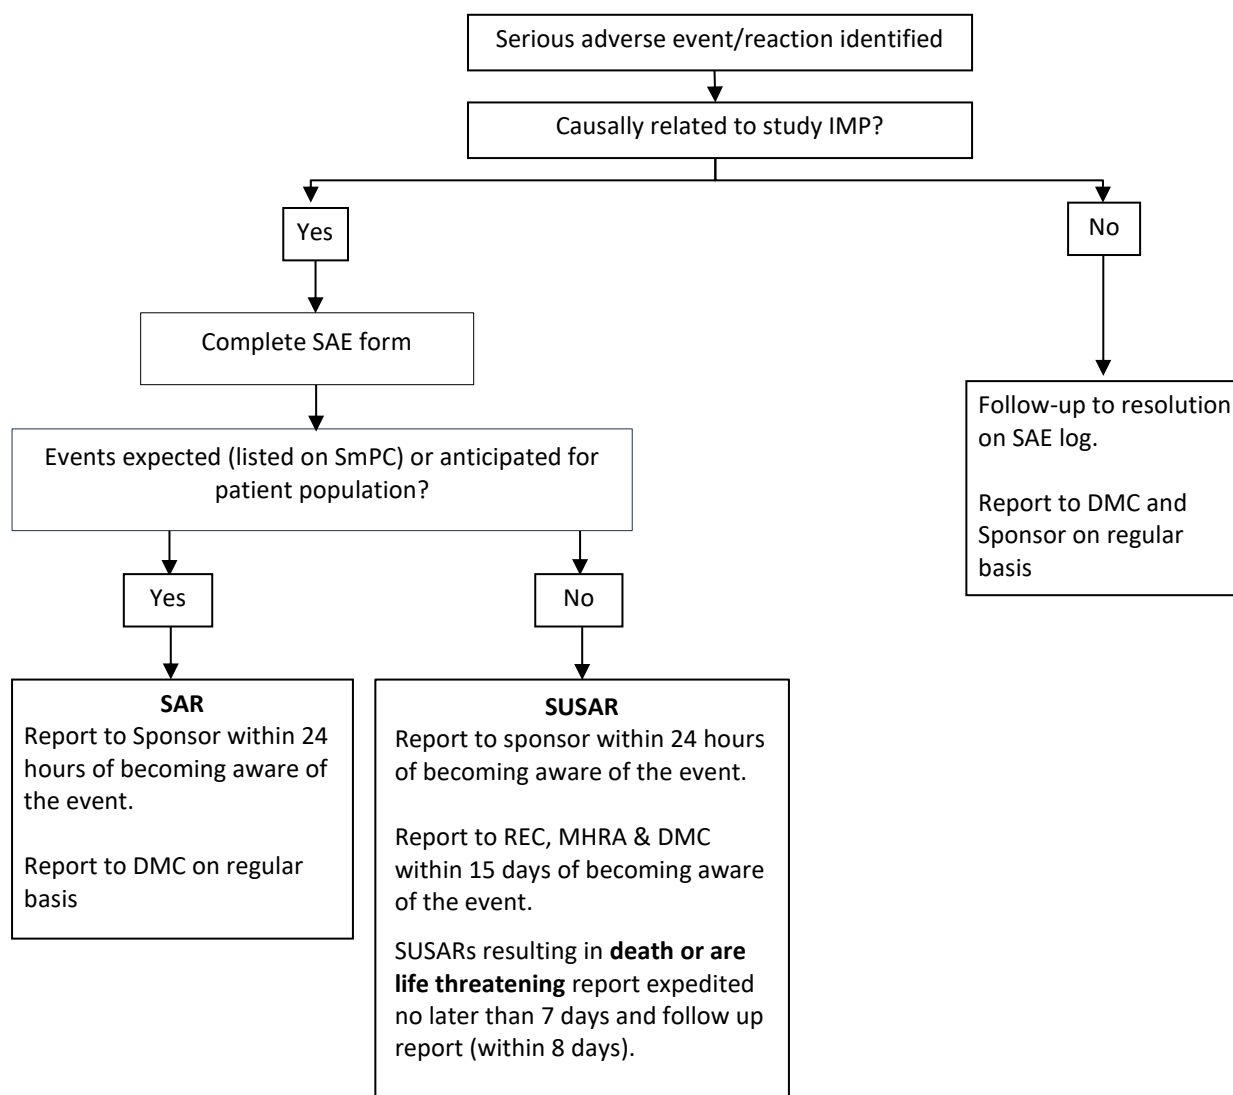 Serious adverse event/reaction identified
Causally related to study IMP?
Yes
No
Complete SAE form
Follow-up to resolution
on SAE log.
Report to DMC and
Sponsor on regular
basis
Events expected (listed on SmPC) or anticipated for
patient population?
Yes
No
SAR
Report to Sponsor within 24
hours of becoming aware of
the event.
Report to DMC on regular
basis
SUSAR
Report to sponsor within 24 hours
of becoming aware of the event.
Report to REC, MHRA & DMC
within 15 days of becoming aware
of the event.
SUSARs resulting in death or are
life threatening report expedited
no later than 7 days and follow up
report (within 8 days).